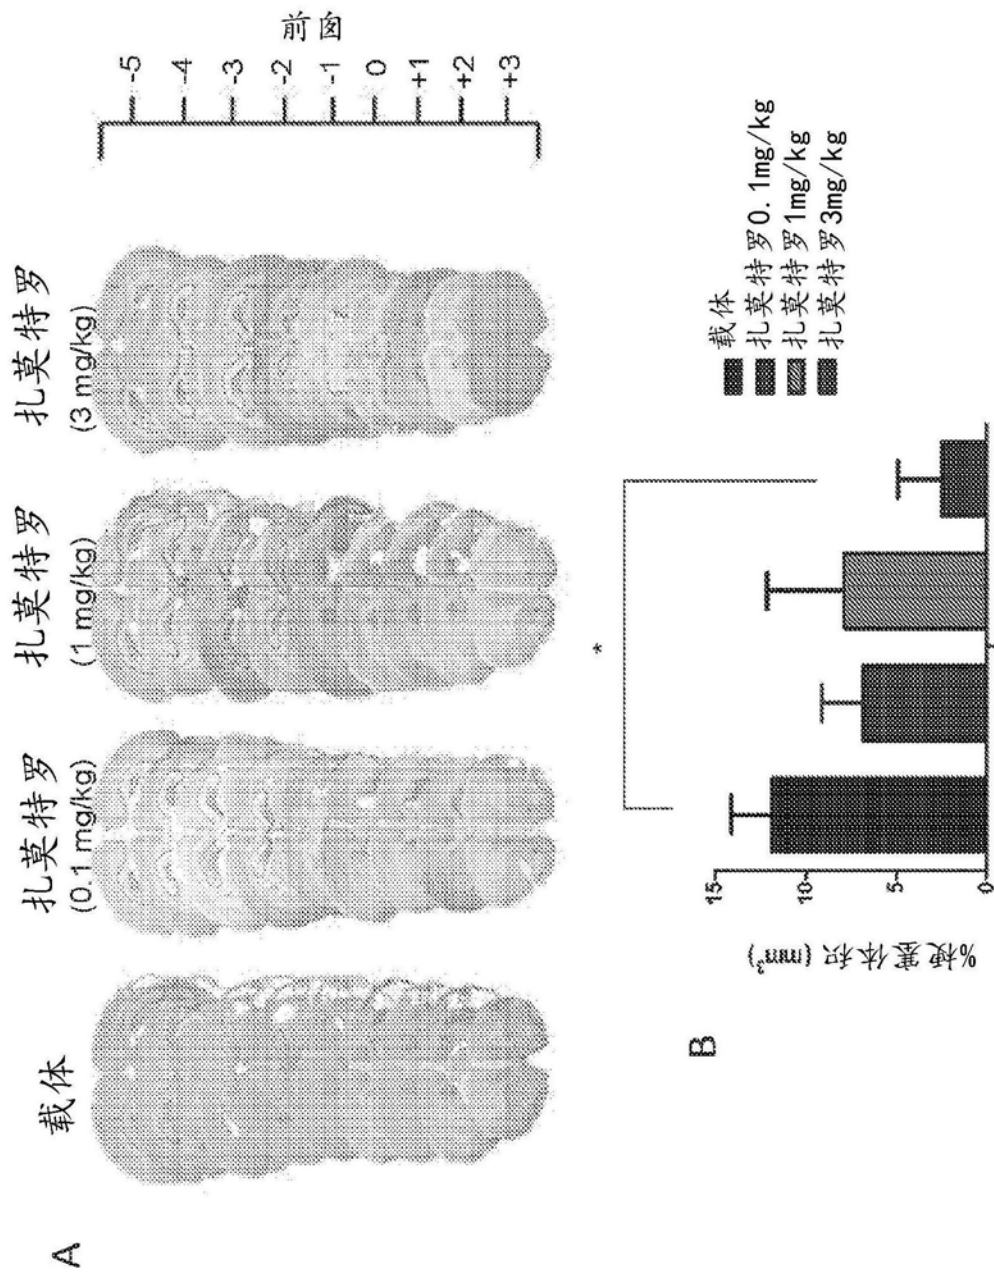 A
载体
扎莫特罗
(0.1 mg/kg)
扎莫特罗
(1 mg/kg)
扎莫特罗
(3 mg/kg)
-5
-4
-3
-2
-1
0
+1
+2
+3
前囟
B
%梗塞体积 (mm³)
15
10
5
0
*
载体
扎莫特罗0.1mg/kg
扎莫特罗1mg/kg
扎莫特罗3mg/kg